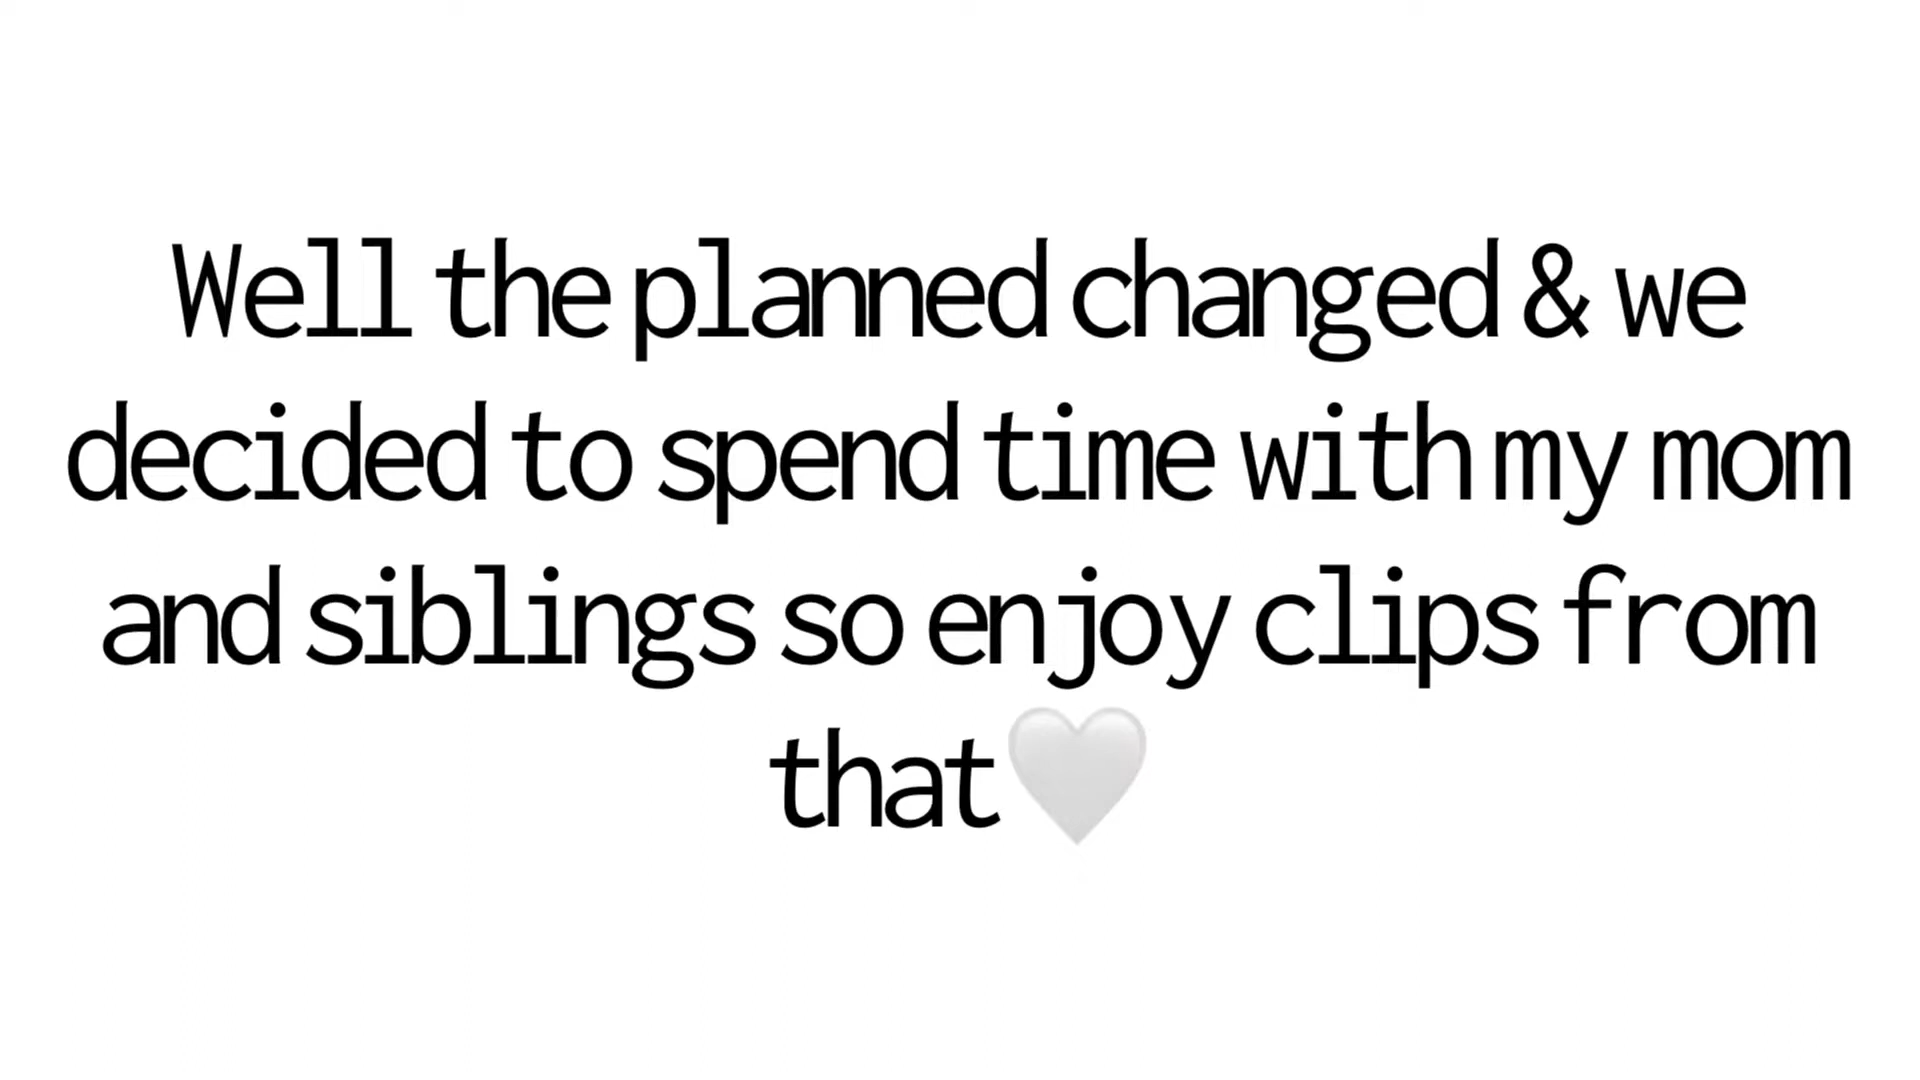 Well the planned changed & we
decided to spend time with my mom
and siblings so enjoy clips from
that🤍